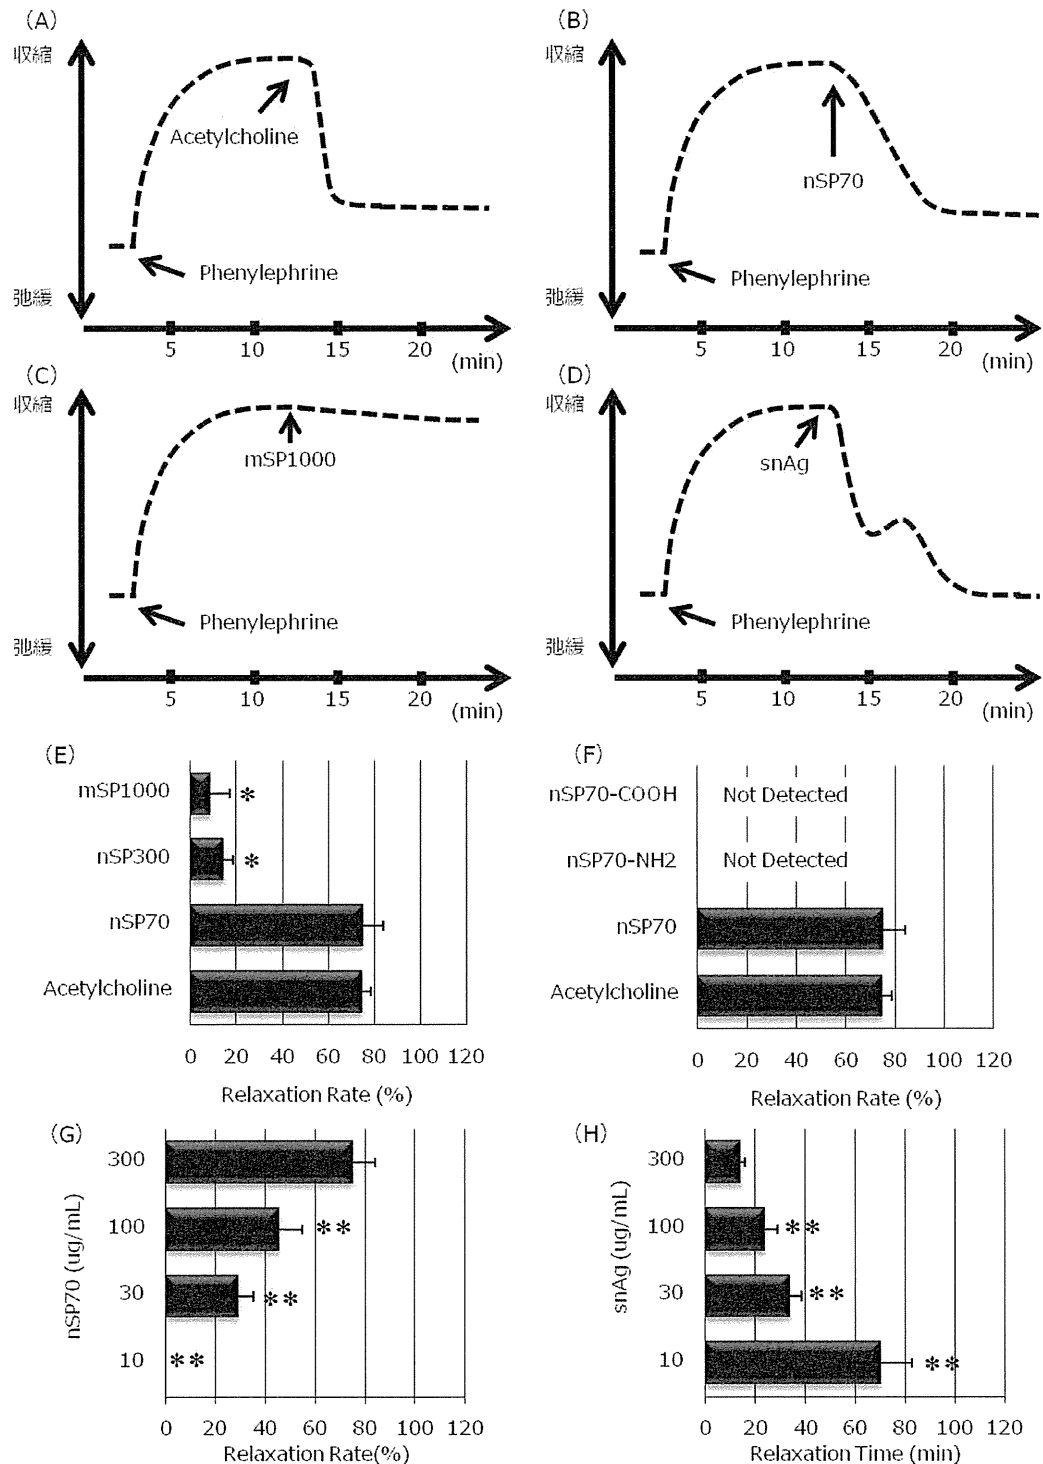 (A)
収縮
Acetylcholine
Phenylephrine
弛緩
5 10 15 20 (min)
(B)
収縮
nSP70
Phenylephrine
弛緩
5 10 15 20 (min)
(C)
収縮
mSP1000
Phenylephrine
弛緩
5 10 15 20 (min)
(D)
収縮
snAg
Phenylephrine
弛緩
5 10 15 20 (min)
(E)
mSP1000 *
nSP300 *
nSP70
Acetylcholine
0 20 40 60 80 100 120
Relaxation Rate (%)
(F)
nSP70-COOH Not Detected
nSP70-NH2 Not Detected
nSP70
Acetylcholine
0 20 40 60 80 100 120
Relaxation Rate (%)
(G)
nSP70 (ug/mL)
300
100 **
30 **
10 **
0 20 40 60 80 100 120
Relaxation Rate(%)
(H)
snAg (ug/mL)
300
100 **
30 **
10 **
0 20 40 60 80 100 120
Relaxation Time (min)